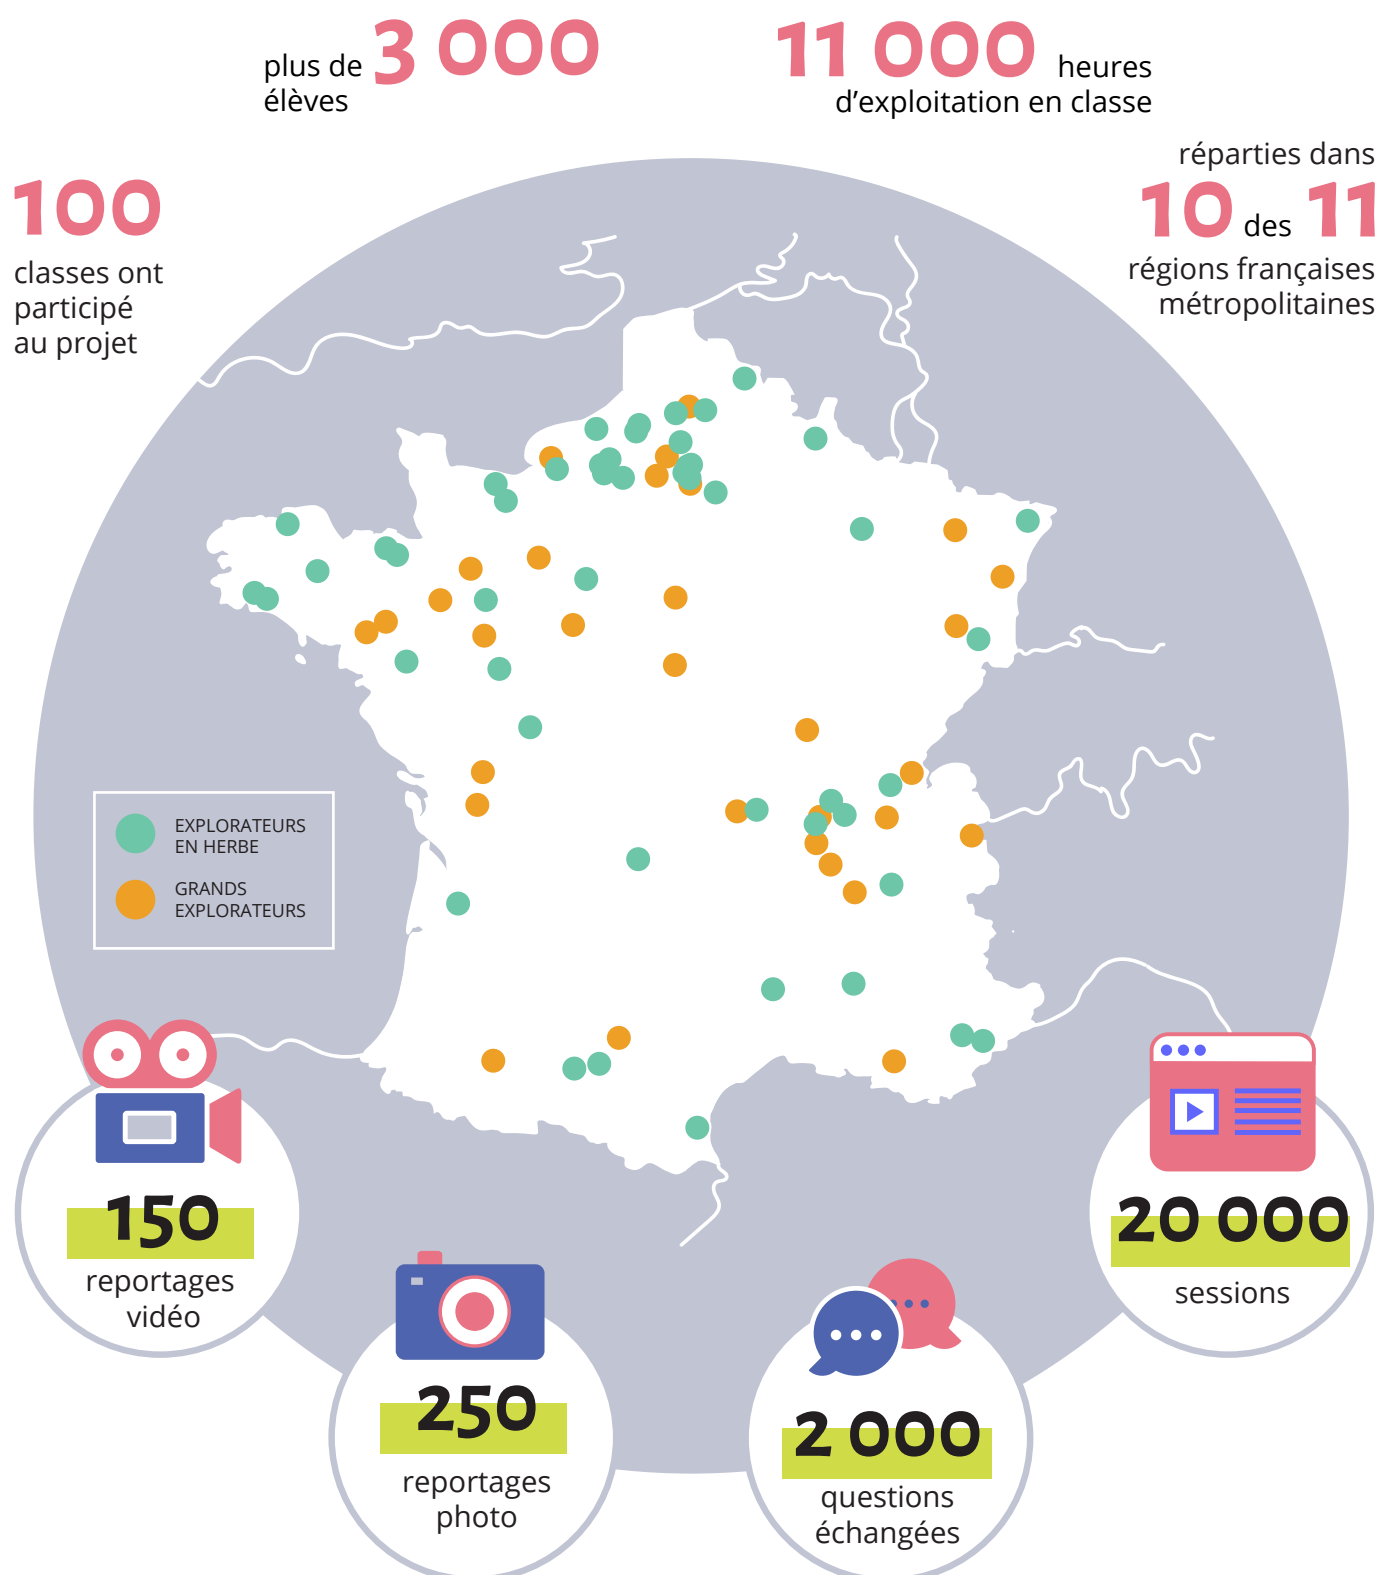 plus de 3 000
élèves
11 000 heures
d’exploitation en classe
100
classes ont
participé
au projet
réparties dans
10 des 11
régions françaises
métropolitaines
EXPLORATEURS
EN HERBE
GRANDS
EXPLORATEURS
150
reportages
vidéo
250
reportages
photo
2 000
questions
échangées
20 000
sessions